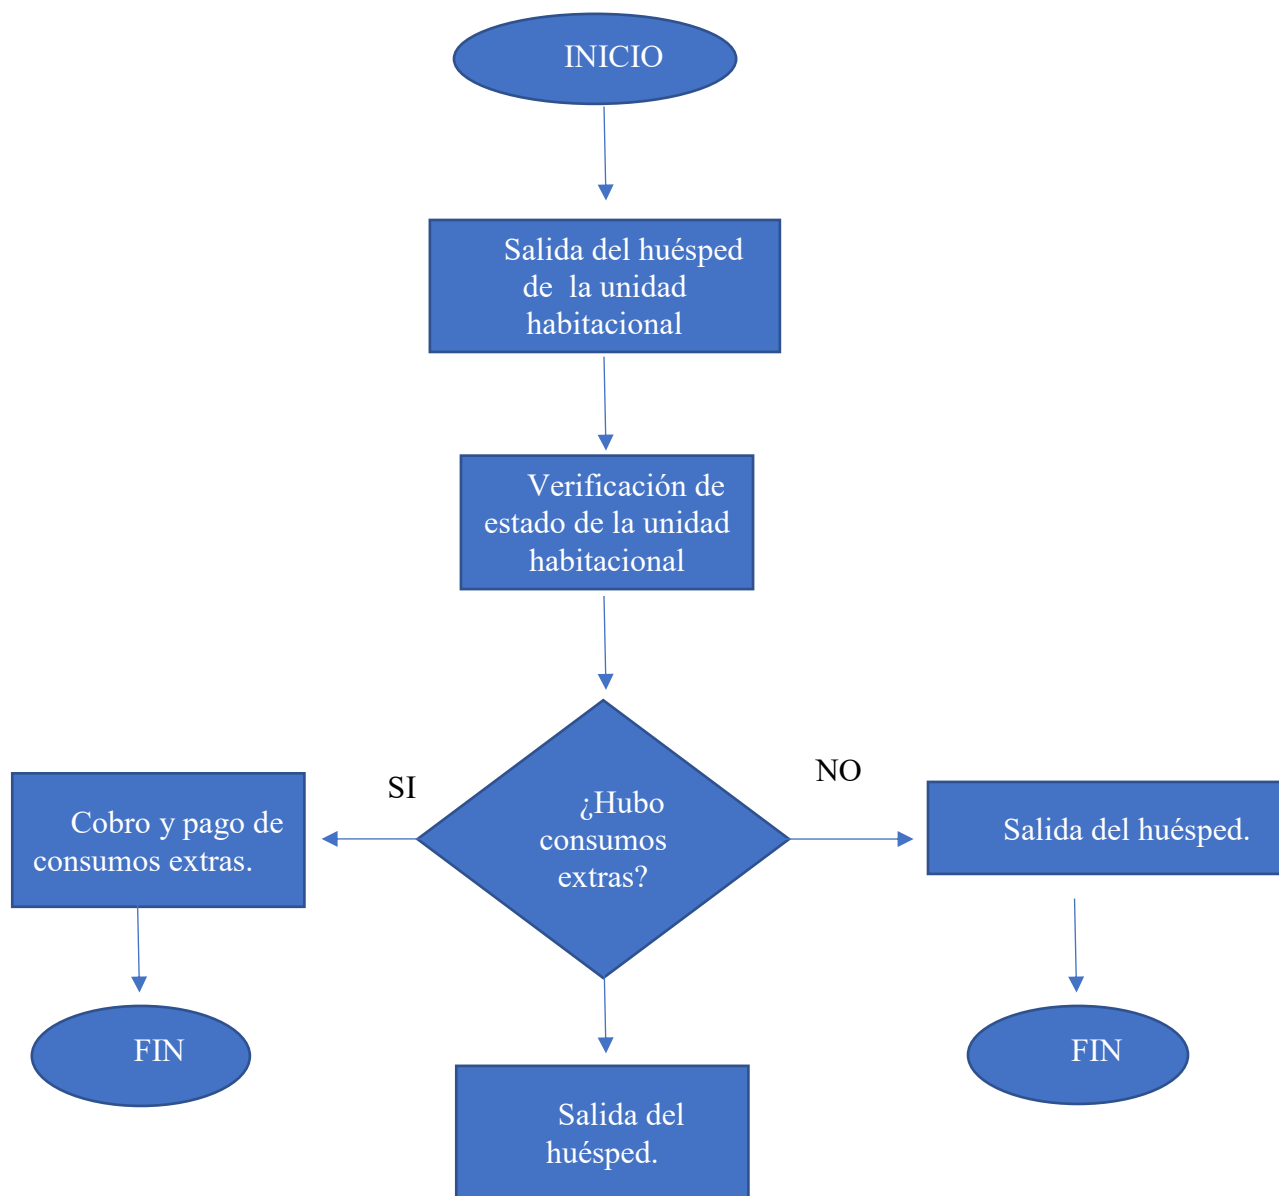 INICIO
Salida del huésped
de la unidad
habitacional
Verificación de
estado de la unidad
habitacional
SI
NO
¿Hubo
consumos
extras?
Cobro y pago de
consumos extras.
Salida del huésped.
FIN
FIN
Salida del
huésped.